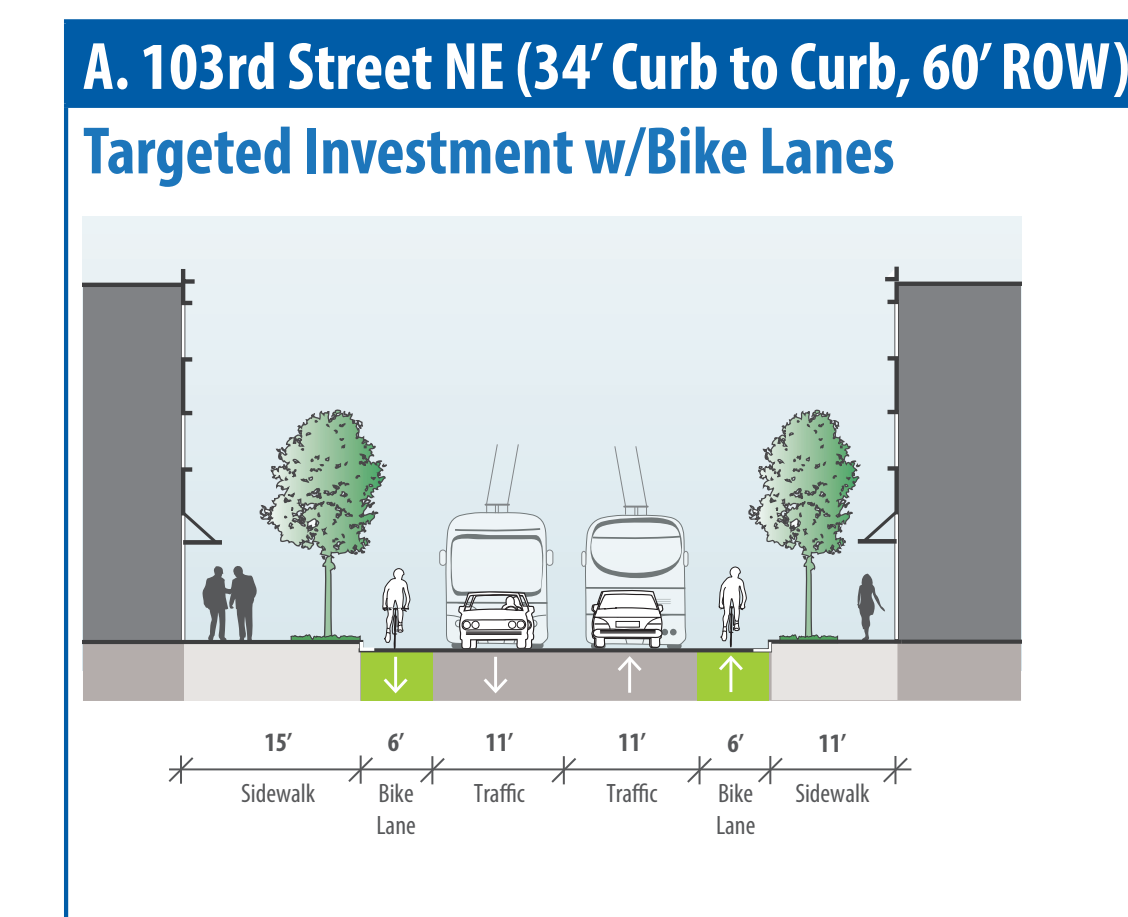 A. 103rd Street NE (34′ Curb to Curb, 60′ ROW)
Targeted Investment w/Bike Lanes
15′ 6′ 11′ 11′ 6′ 11′
Sidewalk Bike Traffic Traffic Bike Sidewalk
Lane Lane